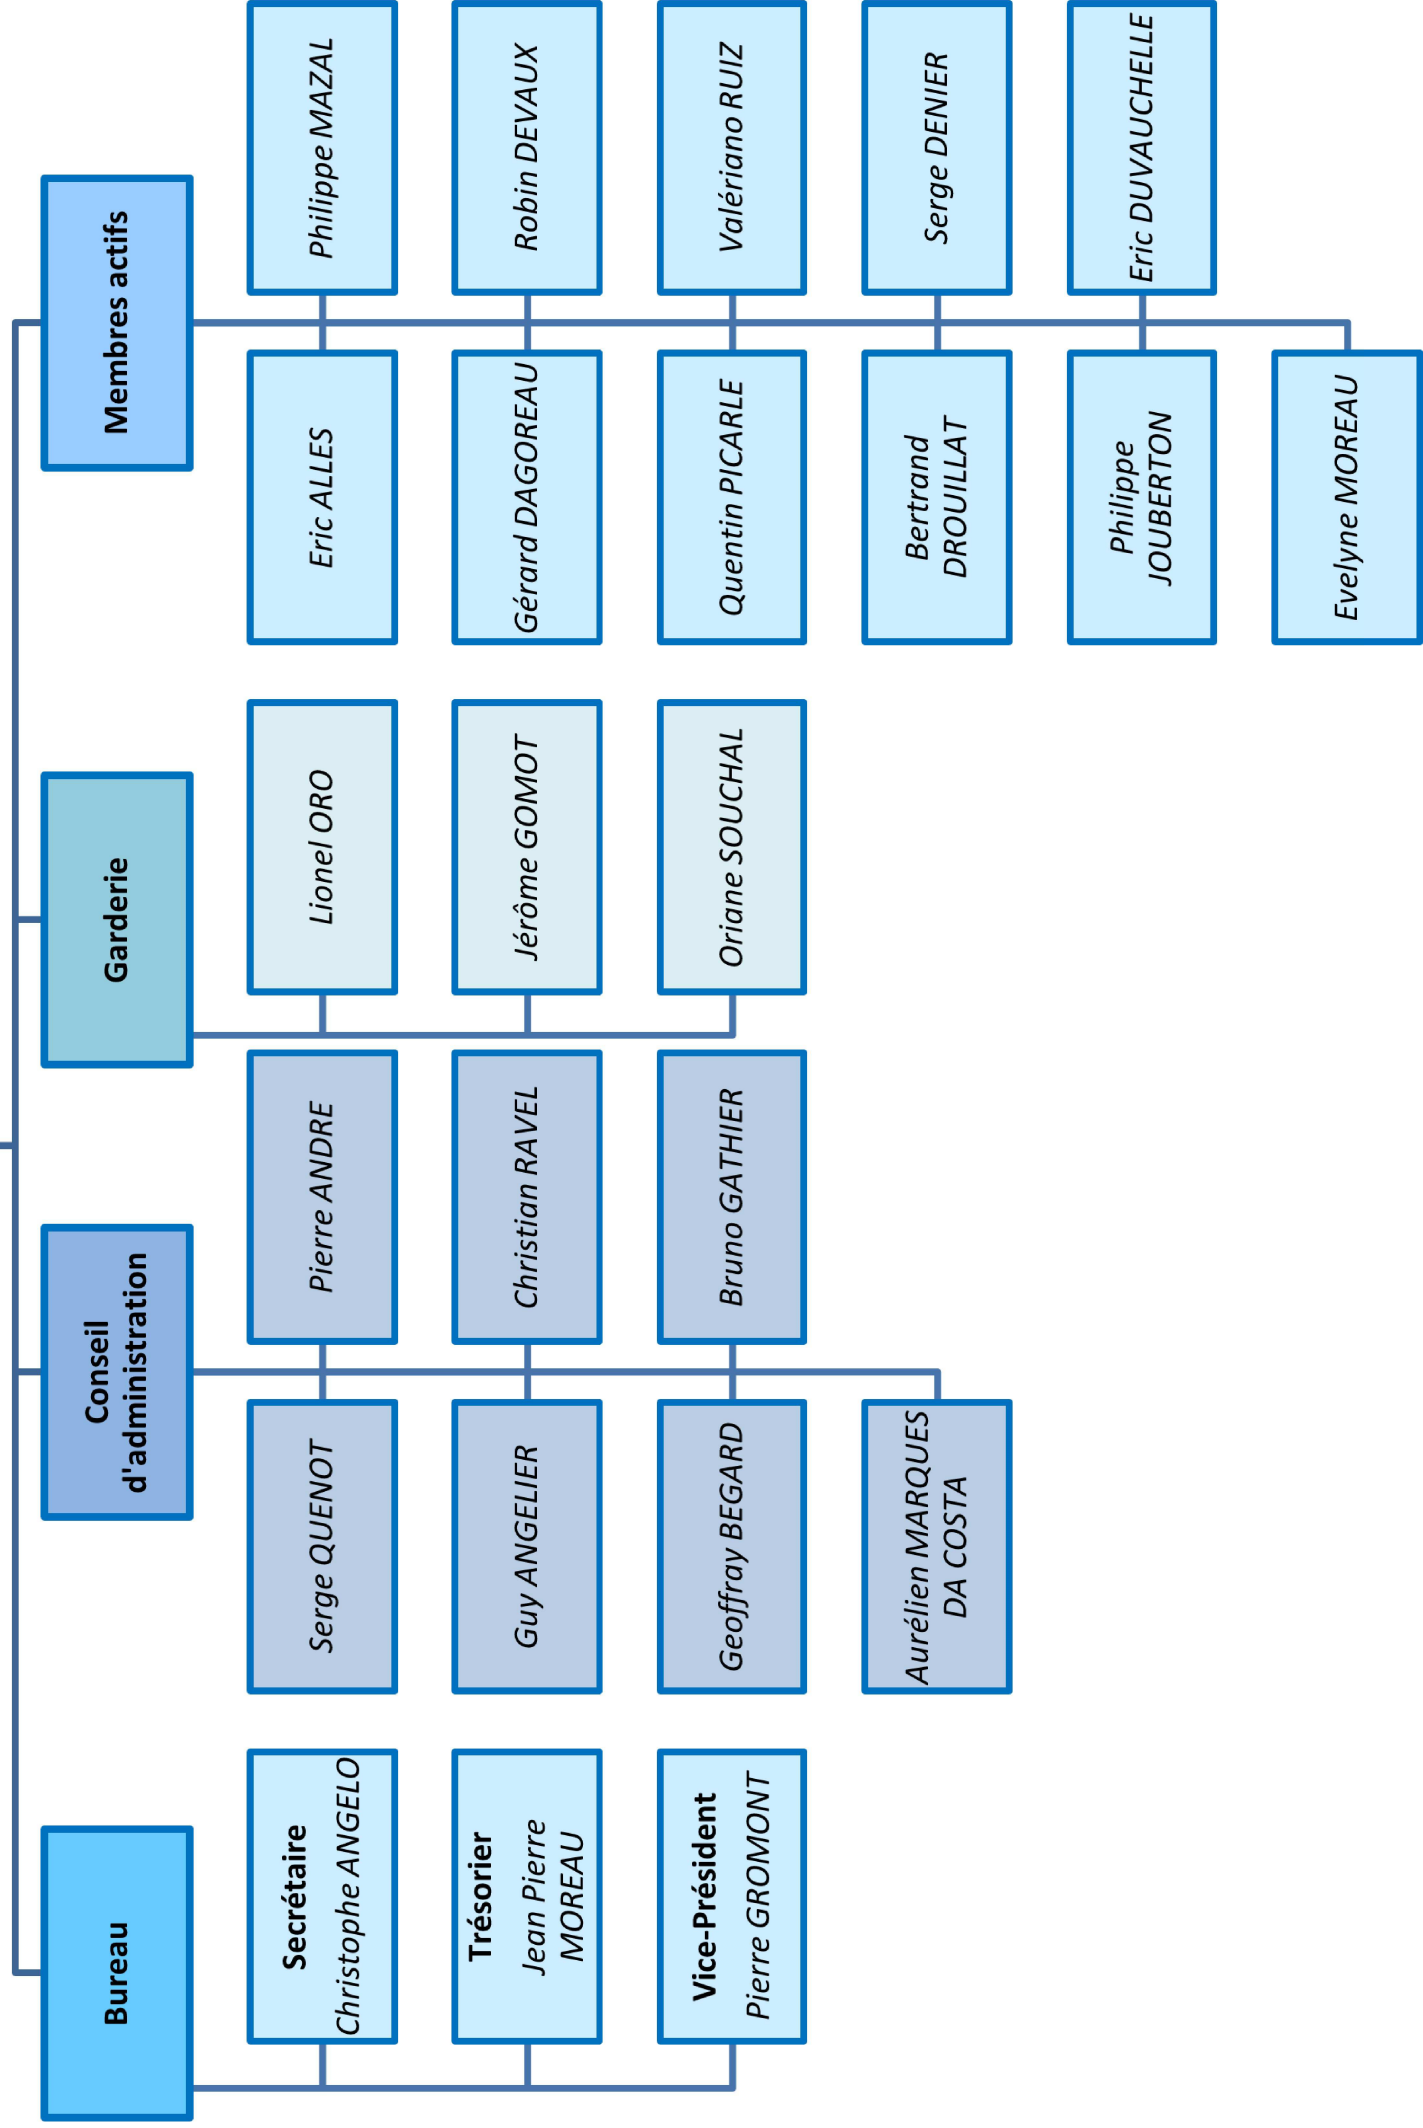 Bureau
Secrétaire
Christophe ANGELO
Trésorier
Jean Pierre
MOREAU
Vice-Président
Pierre GROMONT
Conseil
d'administration
Serge QUENOT
Pierre ANDRE
Guy ANGELIER
Christian RAVEL
Geoffray BEGARD
Bruno GATHIER
Aurélien MARQUES
DA COSTA
Garderie
Lionel ORO
Jérôme GOMOT
Oriane SOUCHAL
Membres actifs
Eric ALLES
Philippe MAZAL
Gérard DAGOREAU
Robin DEVAUX
Quentin PICARLE
Valériano RUIZ
Bertrand
DROUILLAT
Serge DENIER
Philippe
JOUBERTON
Eric DUVAUCHELLE
Evelyne MOREAU